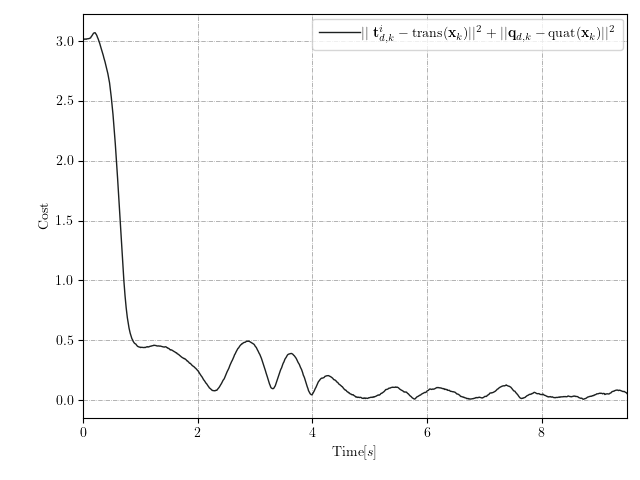 || t^i_{d,k} − trans(x_k)||^2 + ||q_{d,k} − quat(x_k)||^2
3.0
2.5
2.0
1.5
1.0
0.5
0.0
Cost
0 2 4 6 8
Time[s]